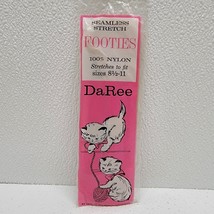 SEAMLESS
STRETCH
FOOTIES
100% NYLON
Stretches to fit
sizes 8½-11
DaRee